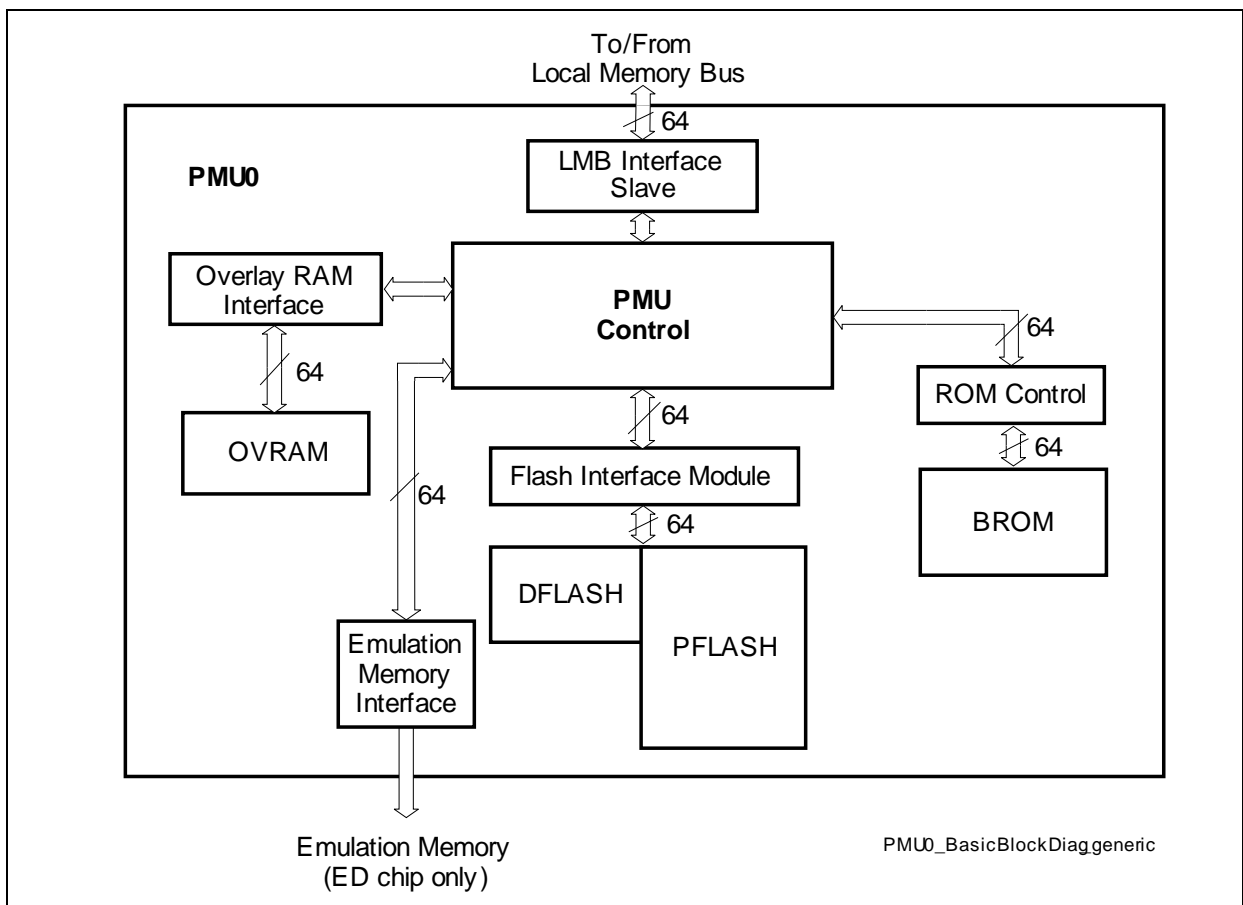 To/From
Local Memory Bus
64
PMU0
LMB Interface
Slave
Overlay RAM
Interface
PMU
Control
64
64
ROM Control
64
OVRAM
64
Flash Interface Module
64
64
BROM
DFLASH
PFLASH
Emulation
Memory
Interface
Emulation Memory
(ED chip only)
PMU0_BasicBlockDiag.generic